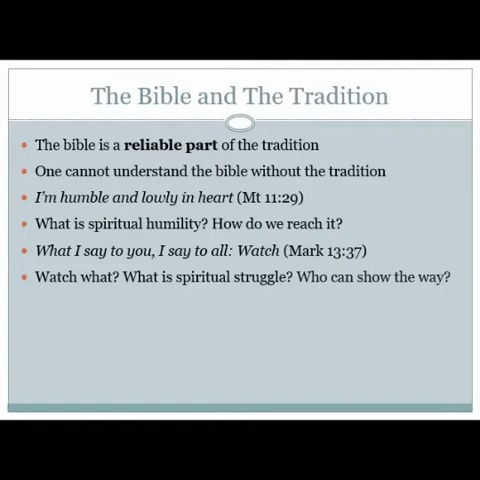 The Bible and The Tradition
The bible is a reliable part of the tradition
One cannot understand the bible without the tradition
I'm humble and lowly in heart (Mt 11:29)
What is spiritual humility? How do we reach it?
What I say to you, I say to all: Watch (Mark 13:37)
Watch what? What is spiritual struggle? Who can show the way?